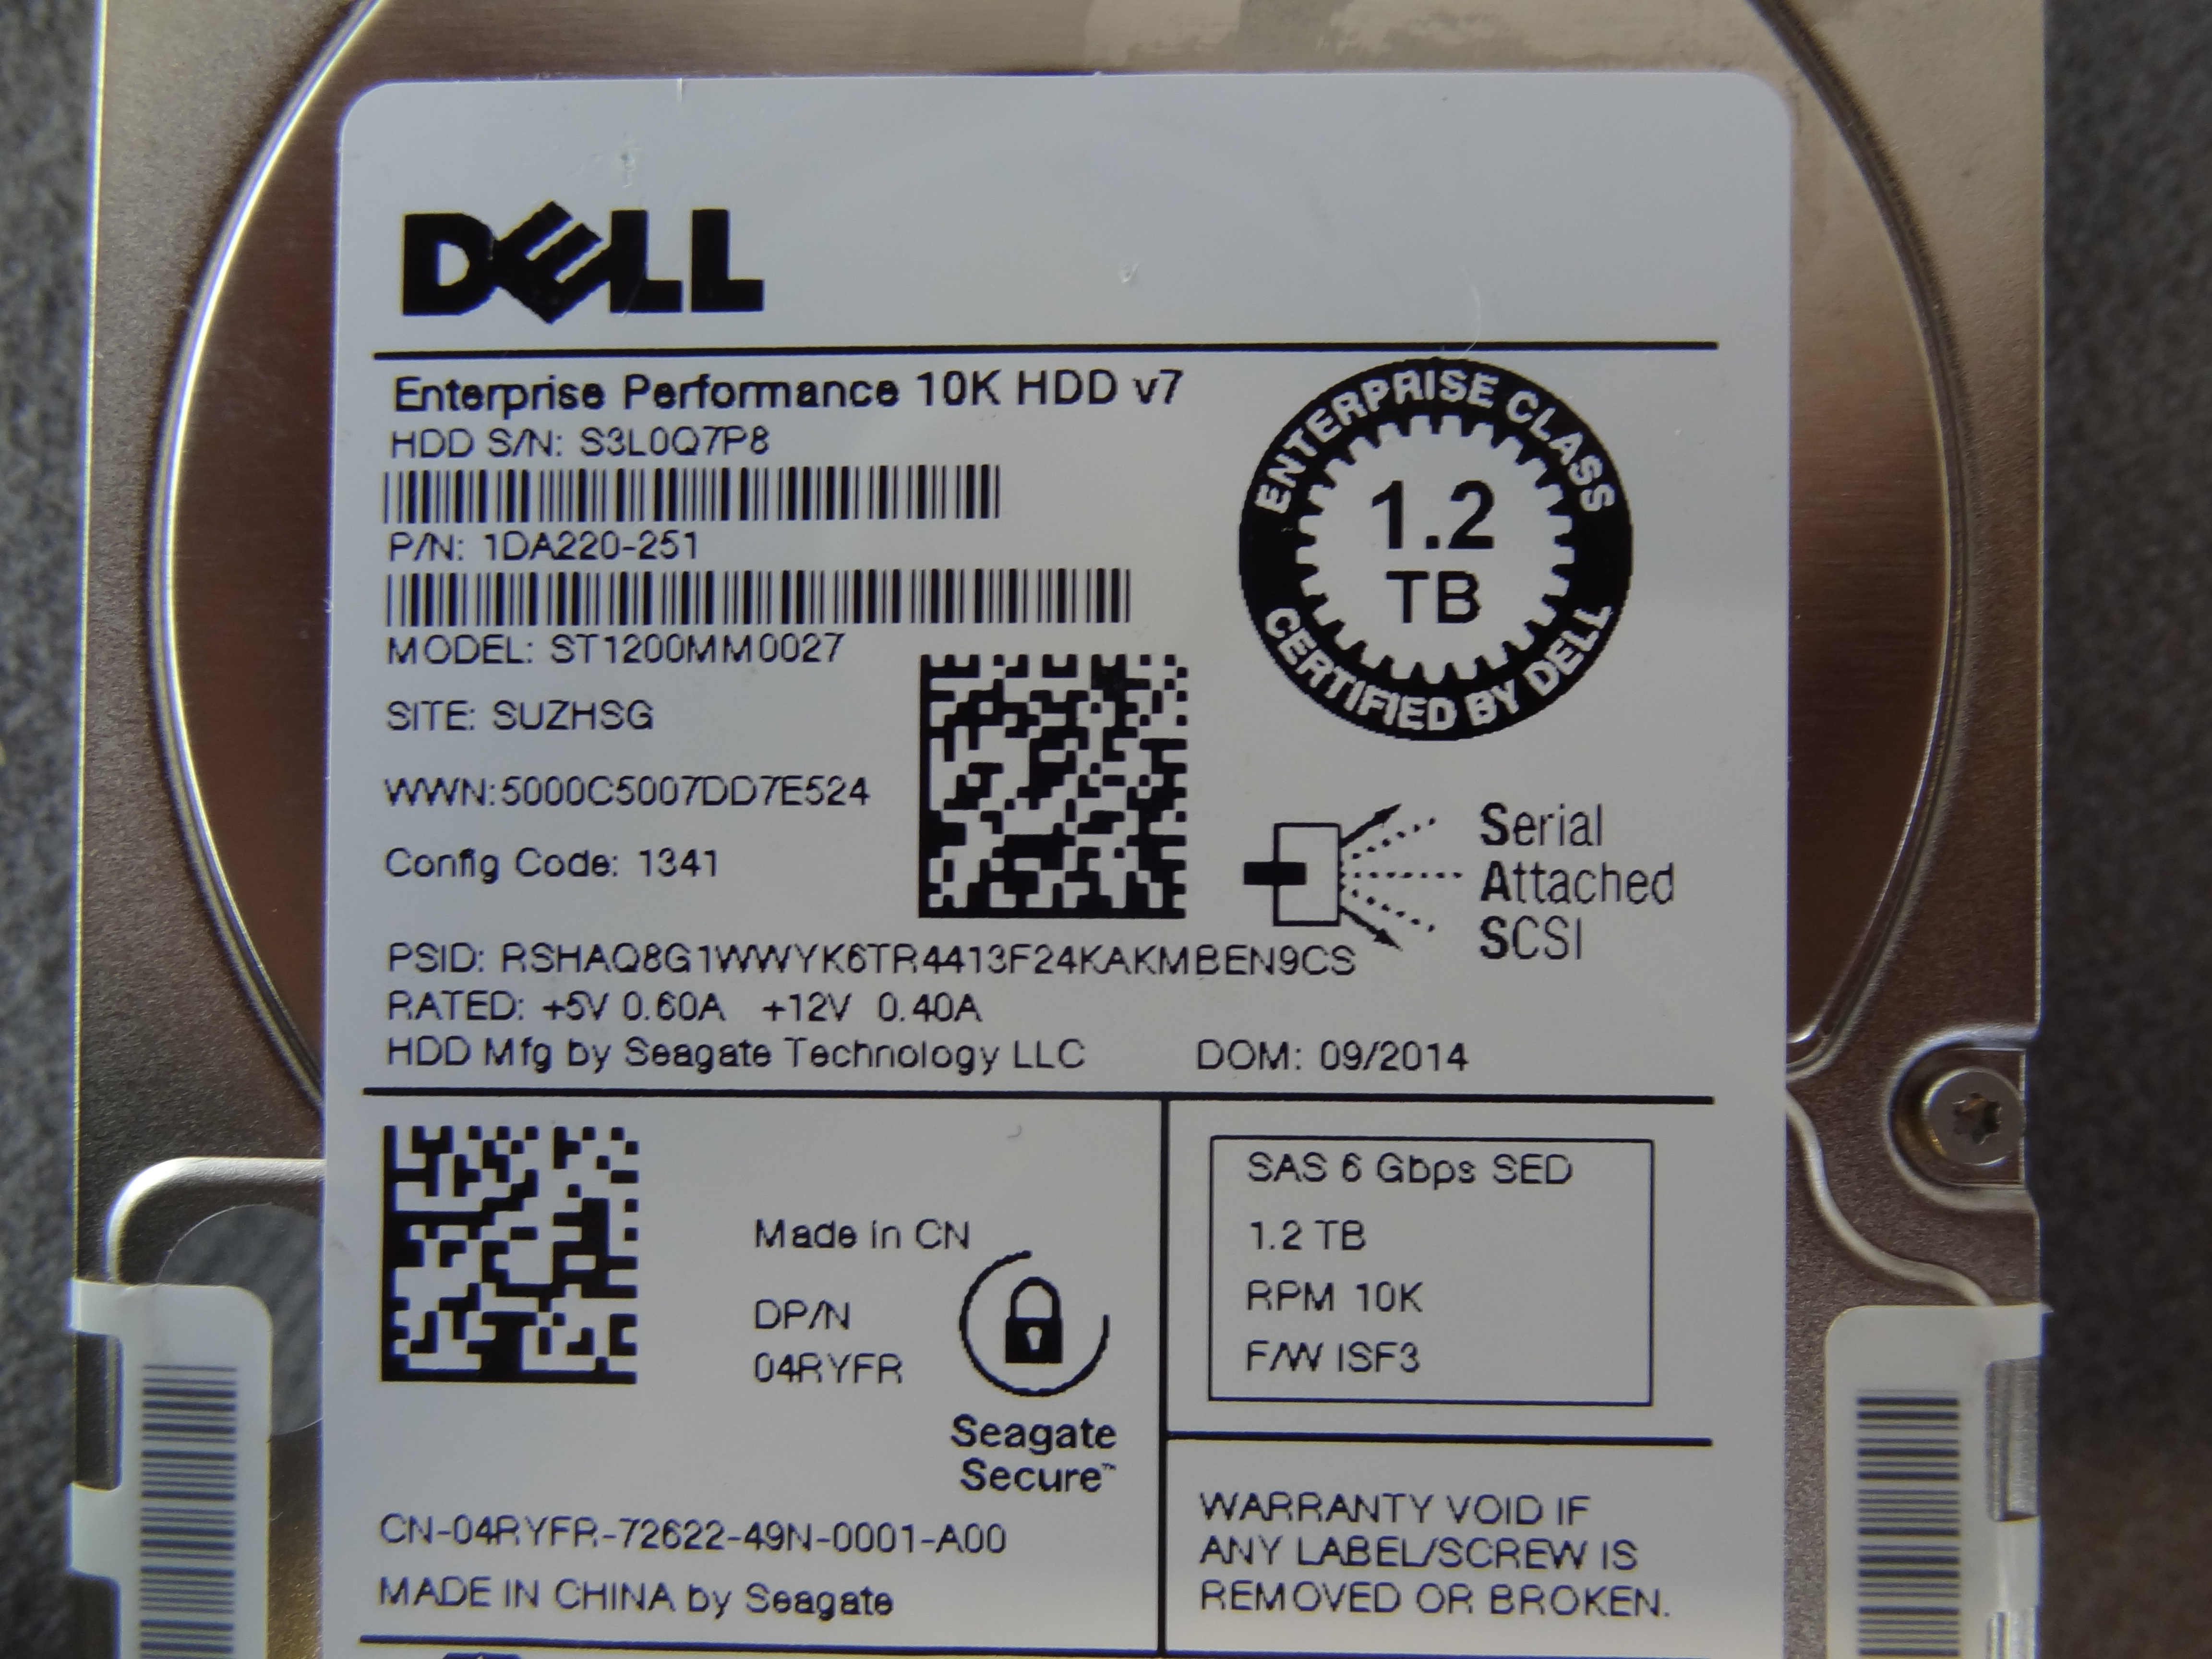 DELL
Enterprise Performance 10K HDD v7
HDD S/N: S3L0Q7P8
P/N: 1DA220-251
MODEL: ST1200MM0027
SITE: SUZHSG
WWN:5000C5007DD7E524
Config Code: 1341
ENTERPRISE CLASS
1.2
TB
CERTIFIED BY DELL
Serial
Attached
SCSI
PSID: RSHAQ8G1WWYK6TR4413F24KAKMBEN9CS
RATED: +5V 0.60A +12V 0.40A
HDD Mfg by Seagate Technology LLC DOM: 09/2014
Made in CN
DP/N
04RYFR
Seagate
Secure™
CN-04RYFR-72622-49N-0001-A00
MADE IN CHINA by Seagate
SAS 6 Gbps SED
1.2 TB
RPM 10K
F/W ISF3
WARRANTY VOID IF
ANY LABEL/SCREW IS
REMOVED OR BROKEN.